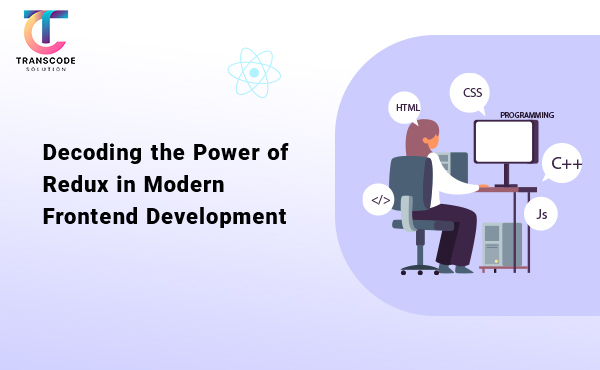 TRANSCODE
SOLUTION
Decoding the Power of
Redux in Modern
Frontend Development
HTML
CSS
PROGRAMMING
C++
</>
Js